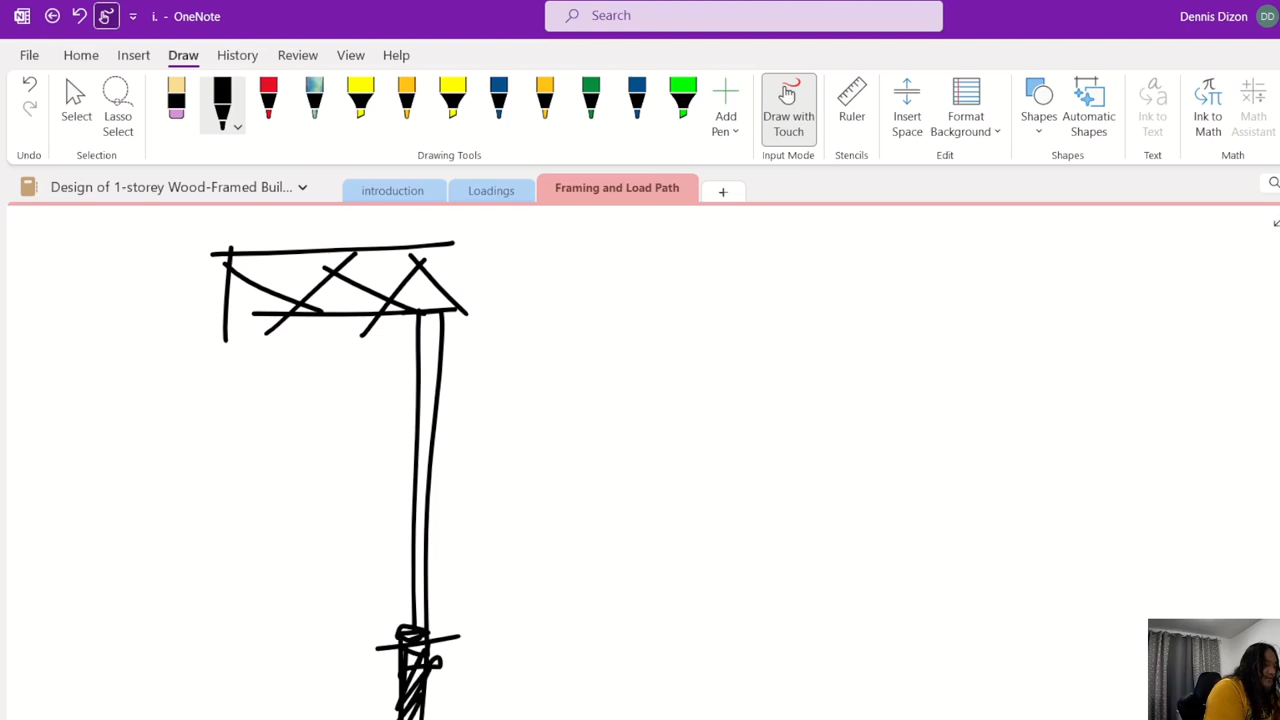 i. - OneNote
Search
Dennis Dizon
DD
File
Home
Insert
Draw
History
Review
View
Help
Select
Lasso
Select
Add
Pen
Draw with
Touch
Ruler
Insert
Space
Format
Background
Shapes
Automatic
Shapes
Ink to
Text
Ink to
Math
Math
Assistant
Undo
Selection
Drawing Tools
Input Mode
Stencils
Edit
Shapes
Text
Math
Design of 1-storey Wood-Framed Buil...
introduction
Loadings
Framing and Load Path